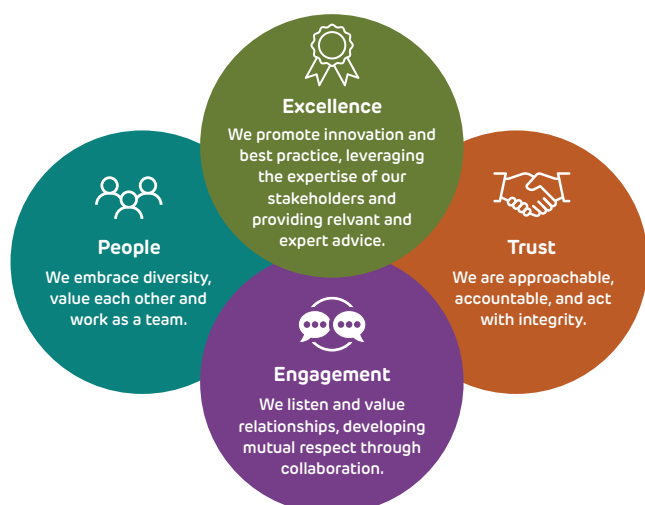 Excellence
We promote innovation and
best practice, leveraging
the expertise of our
stakeholders and
providing relvant and
expert advice.
People
We embrace diversity,
value each other and
work as a team.
Trust
We are approachable,
accountable, and act
with integrity.
Engagement
We listen and value
relationships, developing
mutual respect through
collaboration.